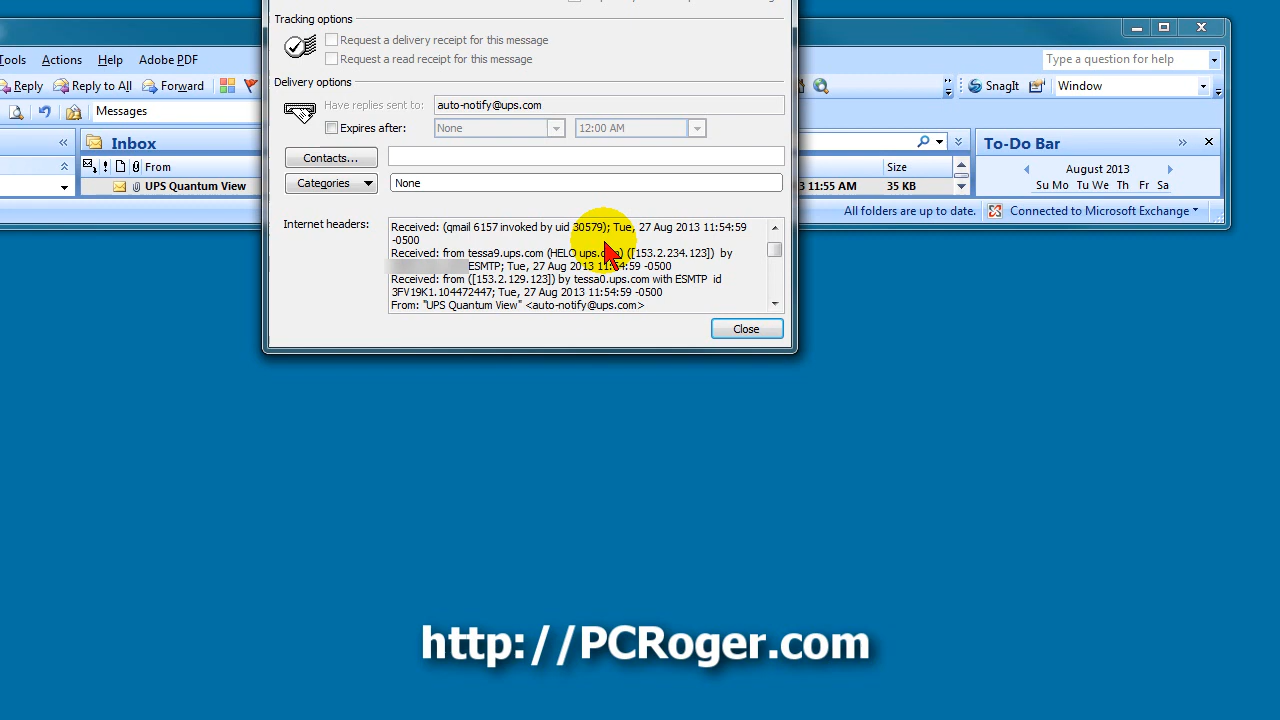 Tracking options
Request a delivery receipt for this message
Request a read receipt for this message
Delivery options
Have replies sent to: auto-notify@ups.com
Expires after: None 12:00 AM
Contacts...
Categories None
Internet headers:
Received: (qmail 6157 invoked by uid 30579); Tue, 27 Aug 2013 11:54:59
-0500
Received: from tessa9.ups.com (HELO ups.com) ([153.2.234.123]) by
ESMTP; Tue, 27 Aug 2013 11:54:59 -0500
Received: from ([153.2.129.123]) by tessa0.ups.com with ESMTP id
3FV19K1.104472447; Tue, 27 Aug 2013 11:54:59 -0500
From: "UPS Quantum View" <auto-notify@ups.com>
Close
Tools Actions Help Adobe PDF
Type a question for help
Reply Reply to All Forward
SnagIt Window
Messages
Inbox
From
Size
UPS Quantum View
3 11:55 AM 35 KB
To-Do Bar
August 2013
Su Mo Tu We Th Fr Sa
All folders are up to date. Connected to Microsoft Exchange
http://PCRoger.com